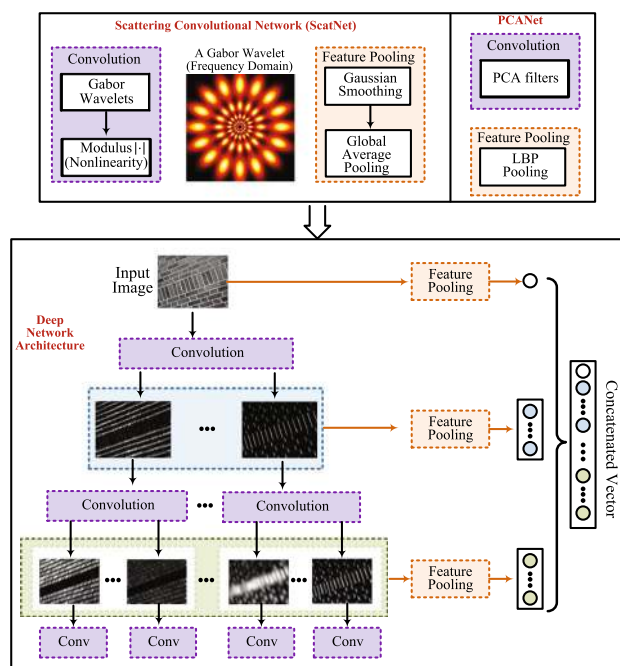 Scattering Convolutional Network (ScatNet)
PCANet
Convolution
Gabor
Wavelets
Modulus|·|
(Nonlinearity)
A Gabor Wavelet
(Frequency Domain)
Feature Pooling
Gaussian
Smoothing
Global
Average
Pooling
Convolution
PCA filters
Feature Pooling
LBP
Pooling
Input
Image
Feature
Pooling
Deep
Network
Architecture
Convolution
•••
Feature
Pooling
Concatenated Vector
Convolution
•••
Convolution
•••
•••
•••
Feature
Pooling
Conv
Conv
Conv
Conv